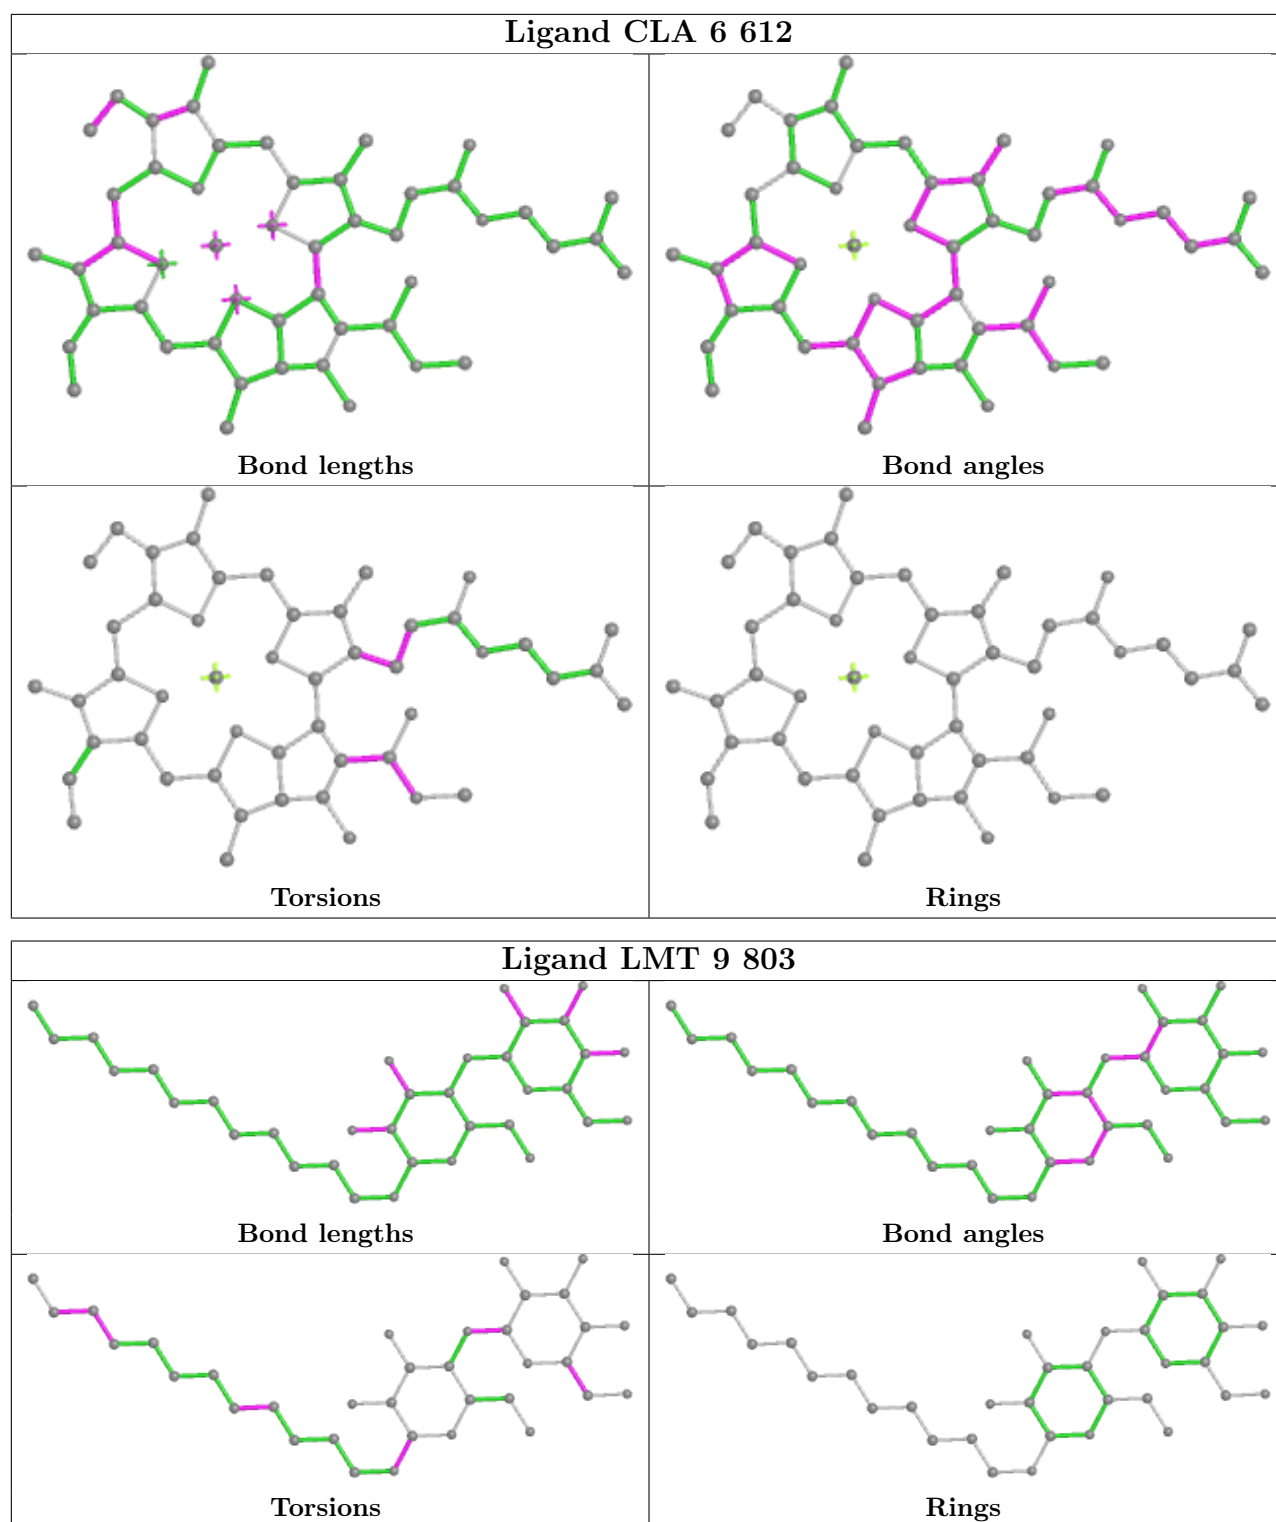 Ligand CLA 6 612
Bond lengths
Bond angles
Torsions
Rings
Ligand LMT 9 803
Bond lengths
Bond angles
Torsions
Rings